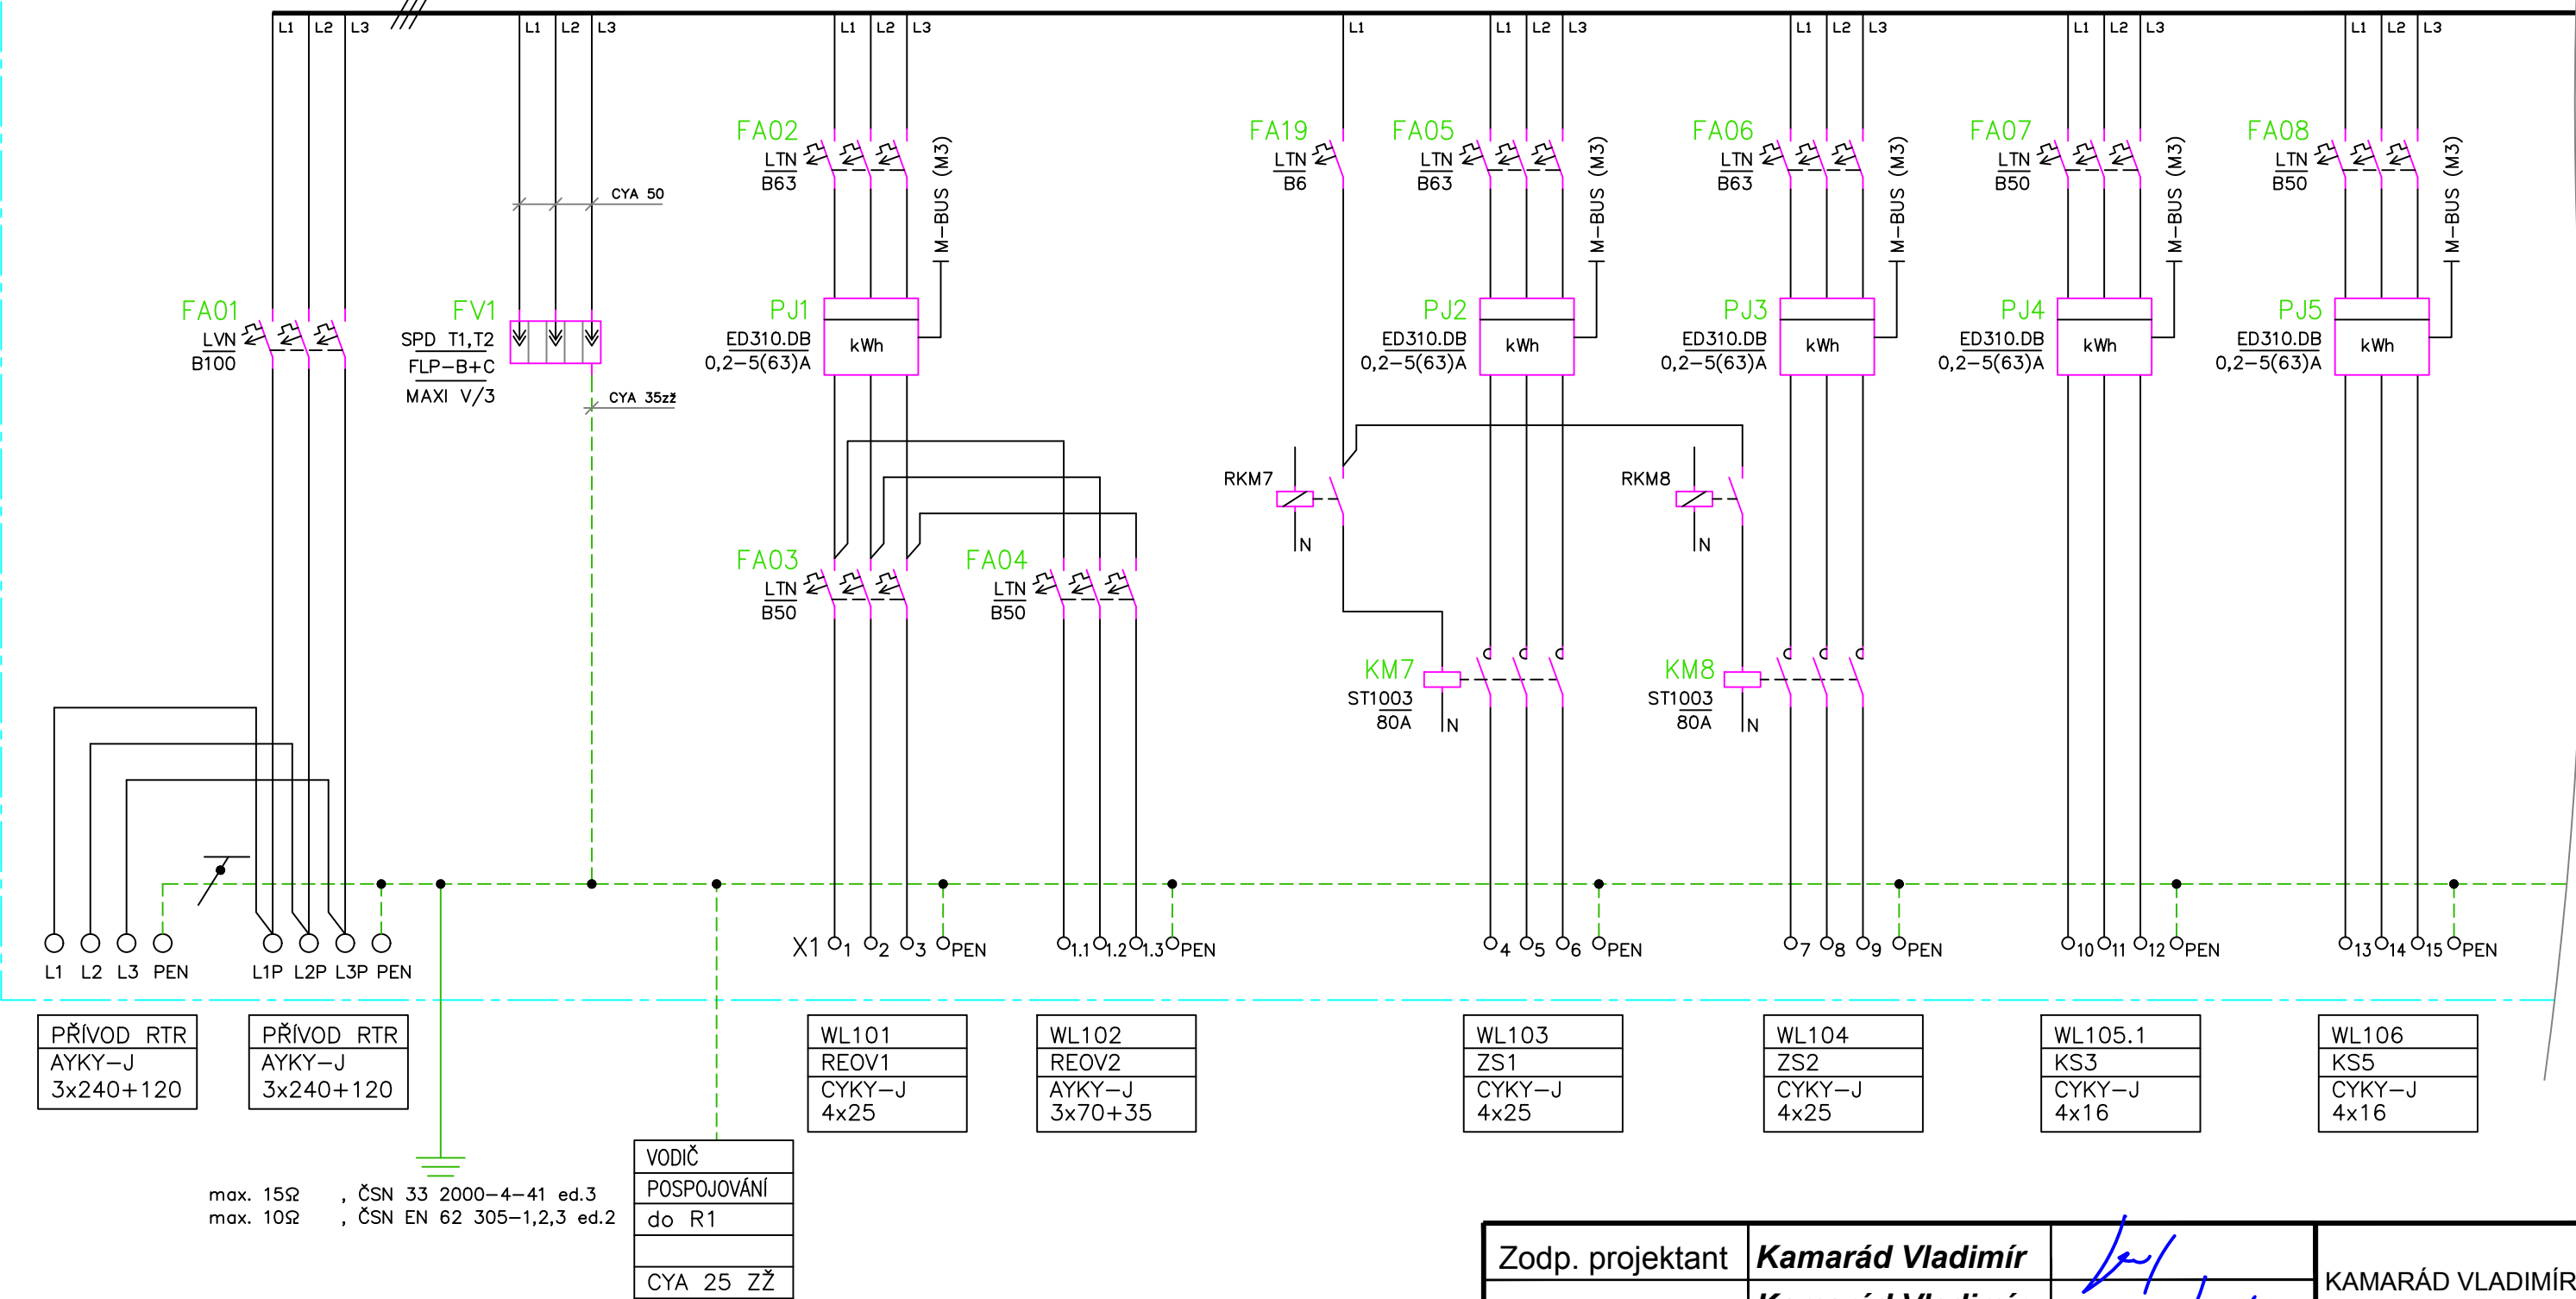 L1 L2 L3 L1 L2 L3 L1 L2 L3 L1 L1 L2 L3 L1 L2 L3 L1 L2 L3 L1 L2 L3
FA02 FA19 FA05 FA06 FA07 FA08
LTN LTN LTN LTN LTN LTN
B63 B6 B63 B63 B50 B50
M-BUS (M3) M-BUS (M3) M-BUS (M3) M-BUS (M3) M-BUS (M3)
CYA 50
FA01 FV1 PJ1 PJ2 PJ3 PJ4 PJ5
LVN SPD T1,T2 ED310.DB kWh ED310.DB kWh ED310.DB kWh ED310.DB kWh ED310.DB kWh
B100 FLP-B+C 0,2-5(63)A 0,2-5(63)A 0,2-5(63)A 0,2-5(63)A 0,2-5(63)A
MAXI V/3
CYA 35zž
RKM7 RKM8
N N
FA03 FA04
LTN LTN
B50 B50
KM7 KM8
ST1003 ST1003
80A N 80A N
X1 1 2 3 PEN 1.1 1.2 1.3 PEN 4 5 6 PEN 7 8 9 PEN 10 11 12 PEN 13 14 15 PEN
L1 L2 L3 PEN L1P L2P L3P PEN
PŘÍVOD RTR
AYKY-J
3x240+120
PŘÍVOD RTR
AYKY-J
3x240+120
WL101
REOV1
CYKY-J
4x25
WL102
REOV2
AYKY-J
3x70+35
WL103
ZS1
CYKY-J
4x25
WL104
ZS2
CYKY-J
4x25
WL105.1
KS3
CYKY-J
4x16
WL106
KS5
CYKY-J
4x16
max. 15Ω , ČSN 33 2000-4-41 ed.3
max. 10Ω , ČSN EN 62 305-1,2,3 ed.2
VODIČ
POSPOJOVÁNÍ
do R1
CYA 25 ZŽ
Zodp. projektant Kamarád Vladimír
KAMARÁD VLADIMÍR
Kamarád Vladimír